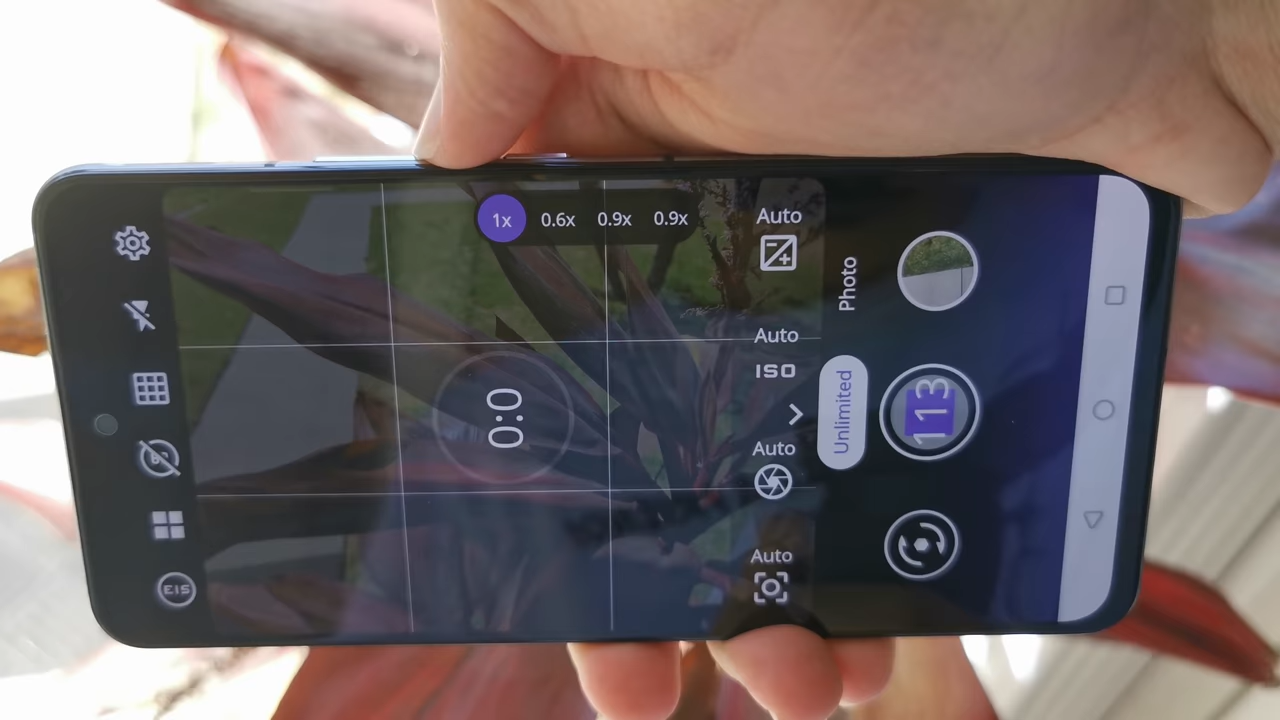 1x 0.6x 0.9x 0.9x
Auto
Photo
Auto
ISO
Unlimited
113
0:0
Auto
Auto
EIS